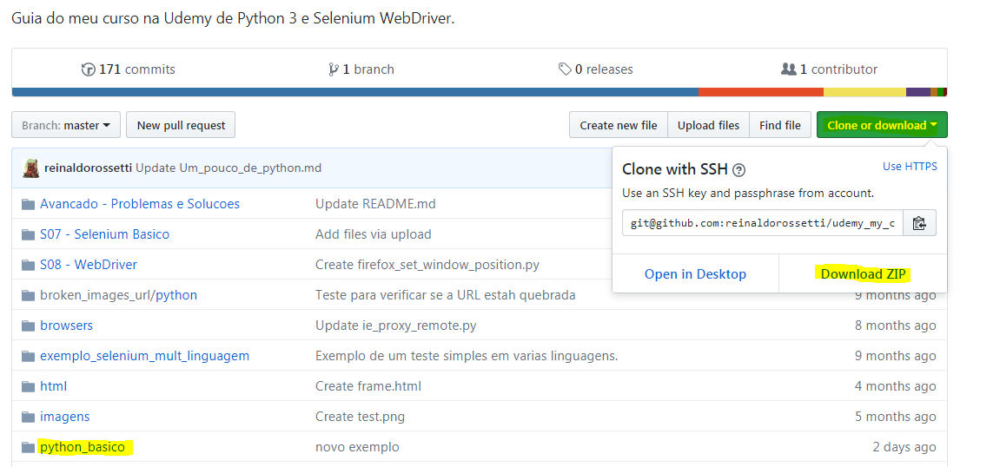 Guia do meu curso na Udemy de Python 3 e Selenium WebDriver.
171 commits 1 branch 0 releases 1 contributor
Branch: master New pull request Create new file Upload files Find file Clone or download
reinaldorossetti Update Um_pouco_de_python.md
Clone with SSH ? Use HTTPS
Use an SSH key and passphrase from account.
git@github.com:reinaldorossetti/udemy_my_c
Open in Desktop Download ZIP
Avancado - Problemas e Solucoes Update README.md
S07 - Selenium Basico Add files via upload
S08 - WebDriver Create firefox_set_window_position.py
broken_images_url/python Teste para verificar se a URL estah quebrada 9 months ago
browsers Update ie_proxy_remote.py 8 months ago
exemplo_selenium_mult_linguagem Exemplo de um teste simples em varias linguagens. 9 months ago
html Create frame.html 4 months ago
imagens Create test.png 5 months ago
python_basico novo exemplo 2 days ago